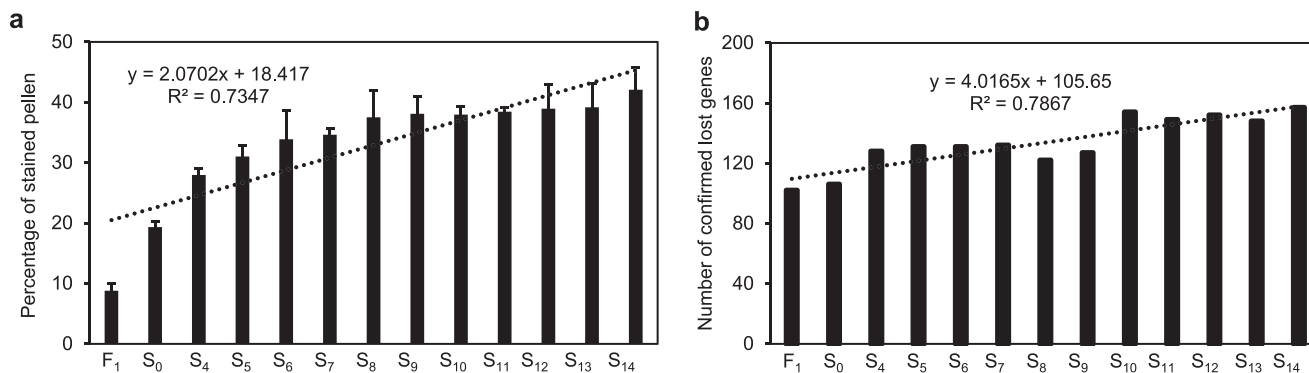 a
50
40
30
20
10
0
Percentage of stained pellen
y = 2.0702x + 18.417
R² = 0.7347
F₁ S₀ S₄ S₅ S₆ S₇ S₈ S₉ S₁₀ S₁₁ S₁₂ S₁₃ S₁₄
b
200
160
120
80
40
0
Number of confirmed lost genes
y = 4.0165x + 105.65
R² = 0.7867
F₁ S₀ S₄ S₅ S₆ S₇ S₈ S₉ S₁₀ S₁₁ S₁₂ S₁₃ S₁₄